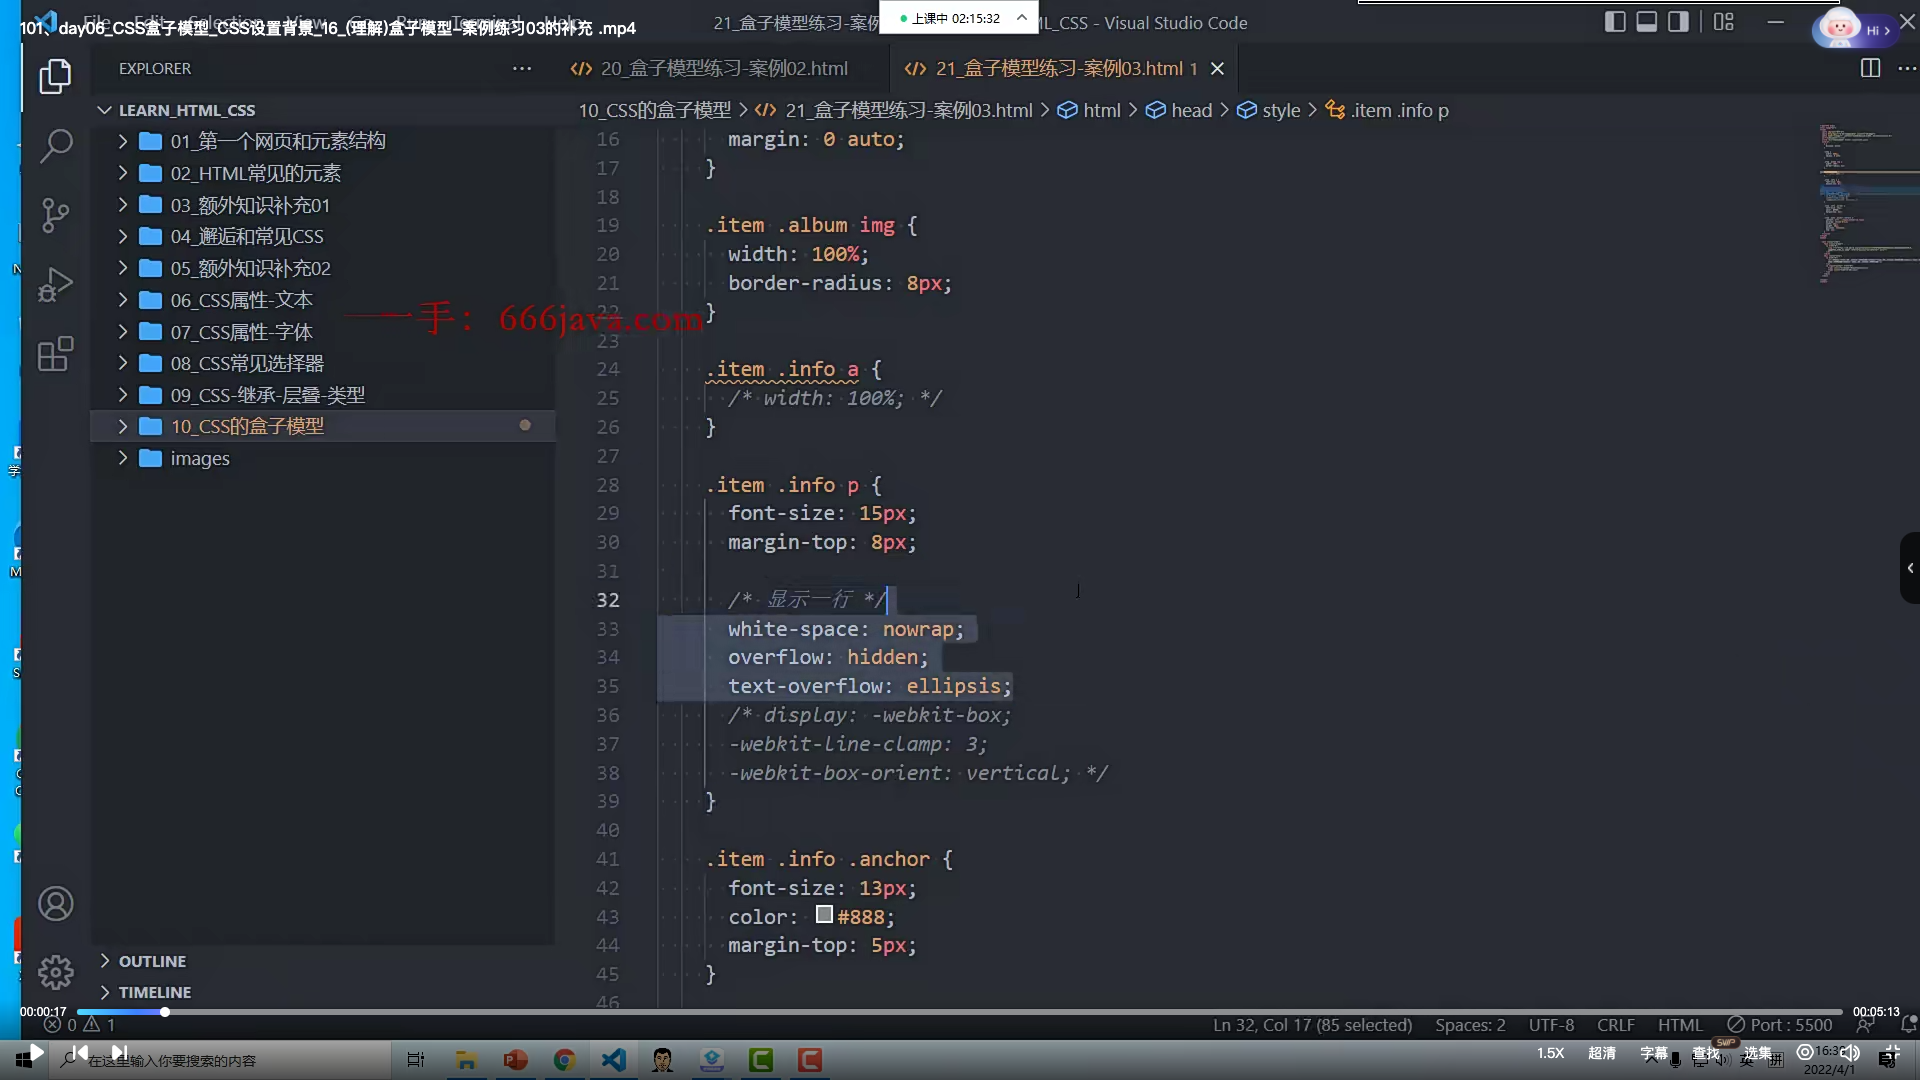 File Edit Selection View Go Run Terminal Help
101、day06_CSS盒子模型_CSS设置背景_16_(理解)盒子模型–案例练习03的补充 .mp4
上课中 02:15:32
21_盒子模型练习-案例
ML_CSS - Visual Studio Code
Hi >
EXPLORER
20_盒子模型练习-案例02.html
21_盒子模型练习-案例03.html 1
LEARN_HTML_CSS
10_CSS的盒子模型 > 21_盒子模型练习-案例03.html > html > head > style > .item .info p
01_第一个网页和元素结构
02_HTML常见的元素
03_额外知识补充01
04_邂逅和常见CSS
05_额外知识补充02
06_CSS属性-文本
07_CSS属性-字体
08_CSS常见选择器
09_CSS-继承-层叠-类型
10_CSS的盒子模型
images
一手: 666java.com
16 margin: 0 auto;
17 }
18
19 .item .album img {
20 width: 100%;
21 border-radius: 8px;
22 }
23
24 .item .info a {
25 /* width: 100%; */
26 }
27
28 .item .info p {
29 font-size: 15px;
30 margin-top: 8px;
31
32 /* 显示一行 */
33 white-space: nowrap;
34 overflow: hidden;
35 text-overflow: ellipsis;
36 /* display: -webkit-box;
37 -webkit-line-clamp: 3;
38 -webkit-box-orient: vertical; */
39 }
40
41 .item .info .anchor {
42 font-size: 13px;
43 color: #888;
44 margin-top: 5px;
45 }
46
OUTLINE
TIMELINE
00:00:17
00:05:13
0 1
Ln 32, Col 17 (85 selected) Spaces: 2 UTF-8 CRLF HTML Port : 5500
在这里输入你要搜索的内容
1.5X 超清 字幕 查找 选集
SWP
2022/4/1